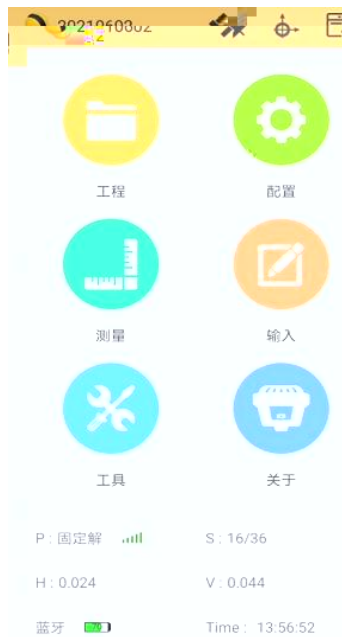 工程
配置
测量
输入
工具
关于
P : 固定解
S : 16/36
H : 0.024
V : 0.044
蓝牙
Time : 13:56:52